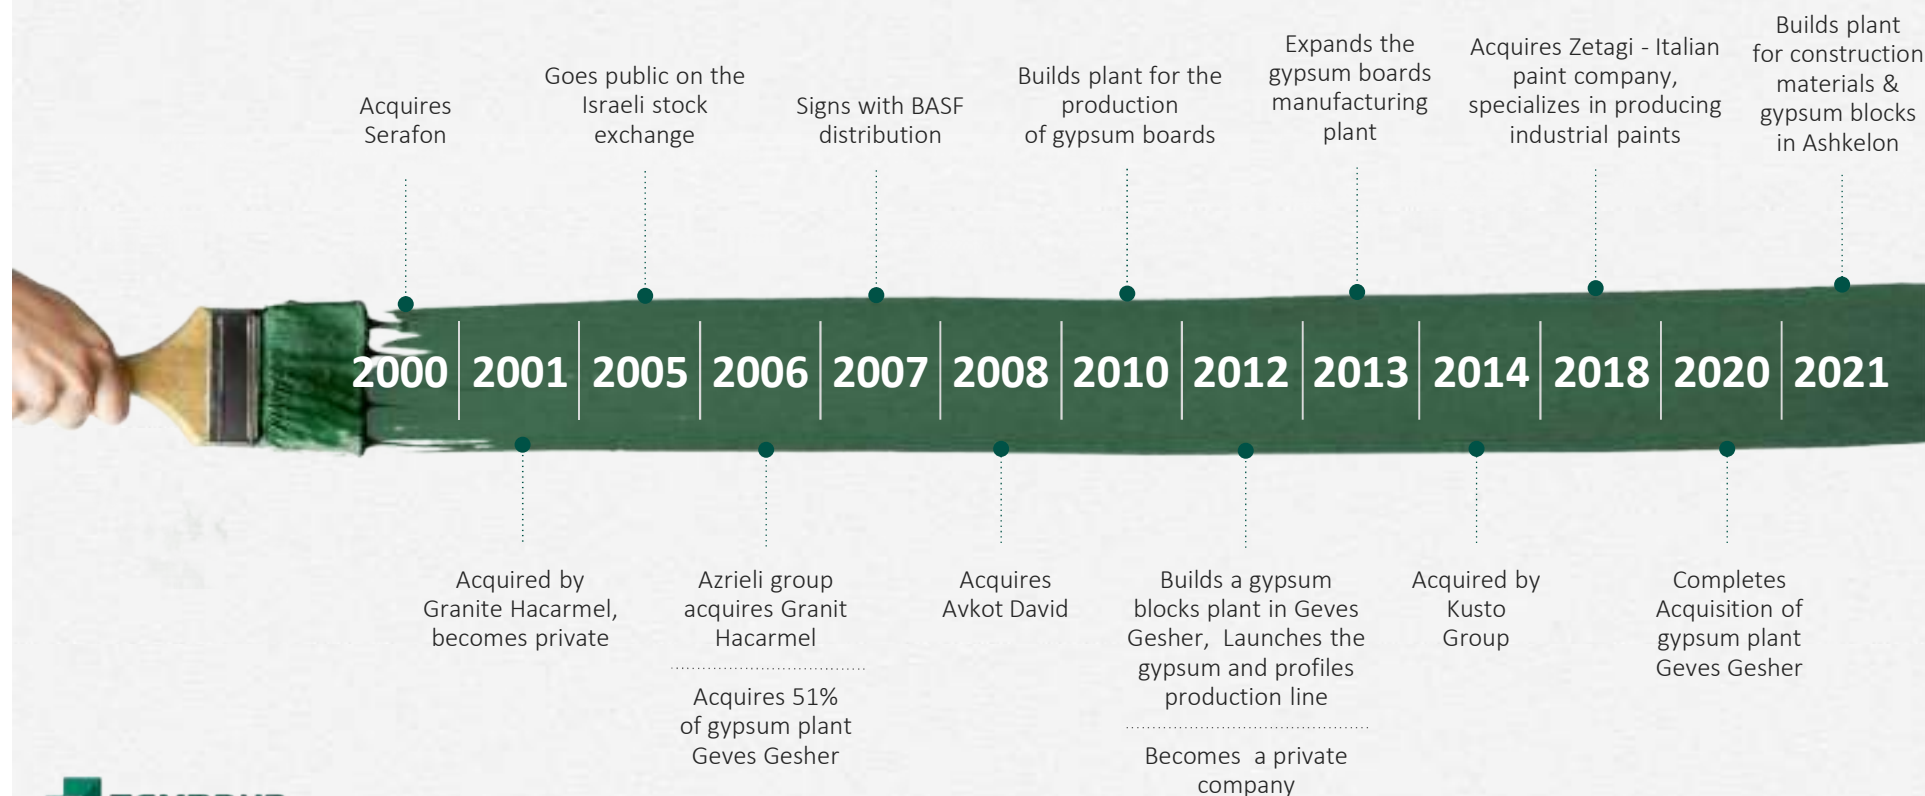 Acquires
Serafon
Goes public on the
Israeli stock
exchange
Signs with BASF
distribution
Builds plant for the
production
of gypsum boards
Expands the
gypsum boards
manufacturing
plant
Acquires Zetagi - Italian
paint company,
specializes in producing
industrial paints
Builds plant
for construction
materials &
gypsum blocks
in Ashkelon
2000 2001 2005 2006 2007 2008 2010 2012 2013 2014 2018 2020 2021
Acquired by
Granite Hacarmel,
becomes private
Azrieli group
acquires Granit
Hacarmel
Acquires 51%
of gypsum plant
Geves Gesher
Acquires
Avkot David
Builds a gypsum
blocks plant in Geves
Gesher, Launches the
gypsum and profiles
production line
Becomes a private
company
Acquired by
Kusto
Group
Completes
Acquisition of
gypsum plant
Geves Gesher